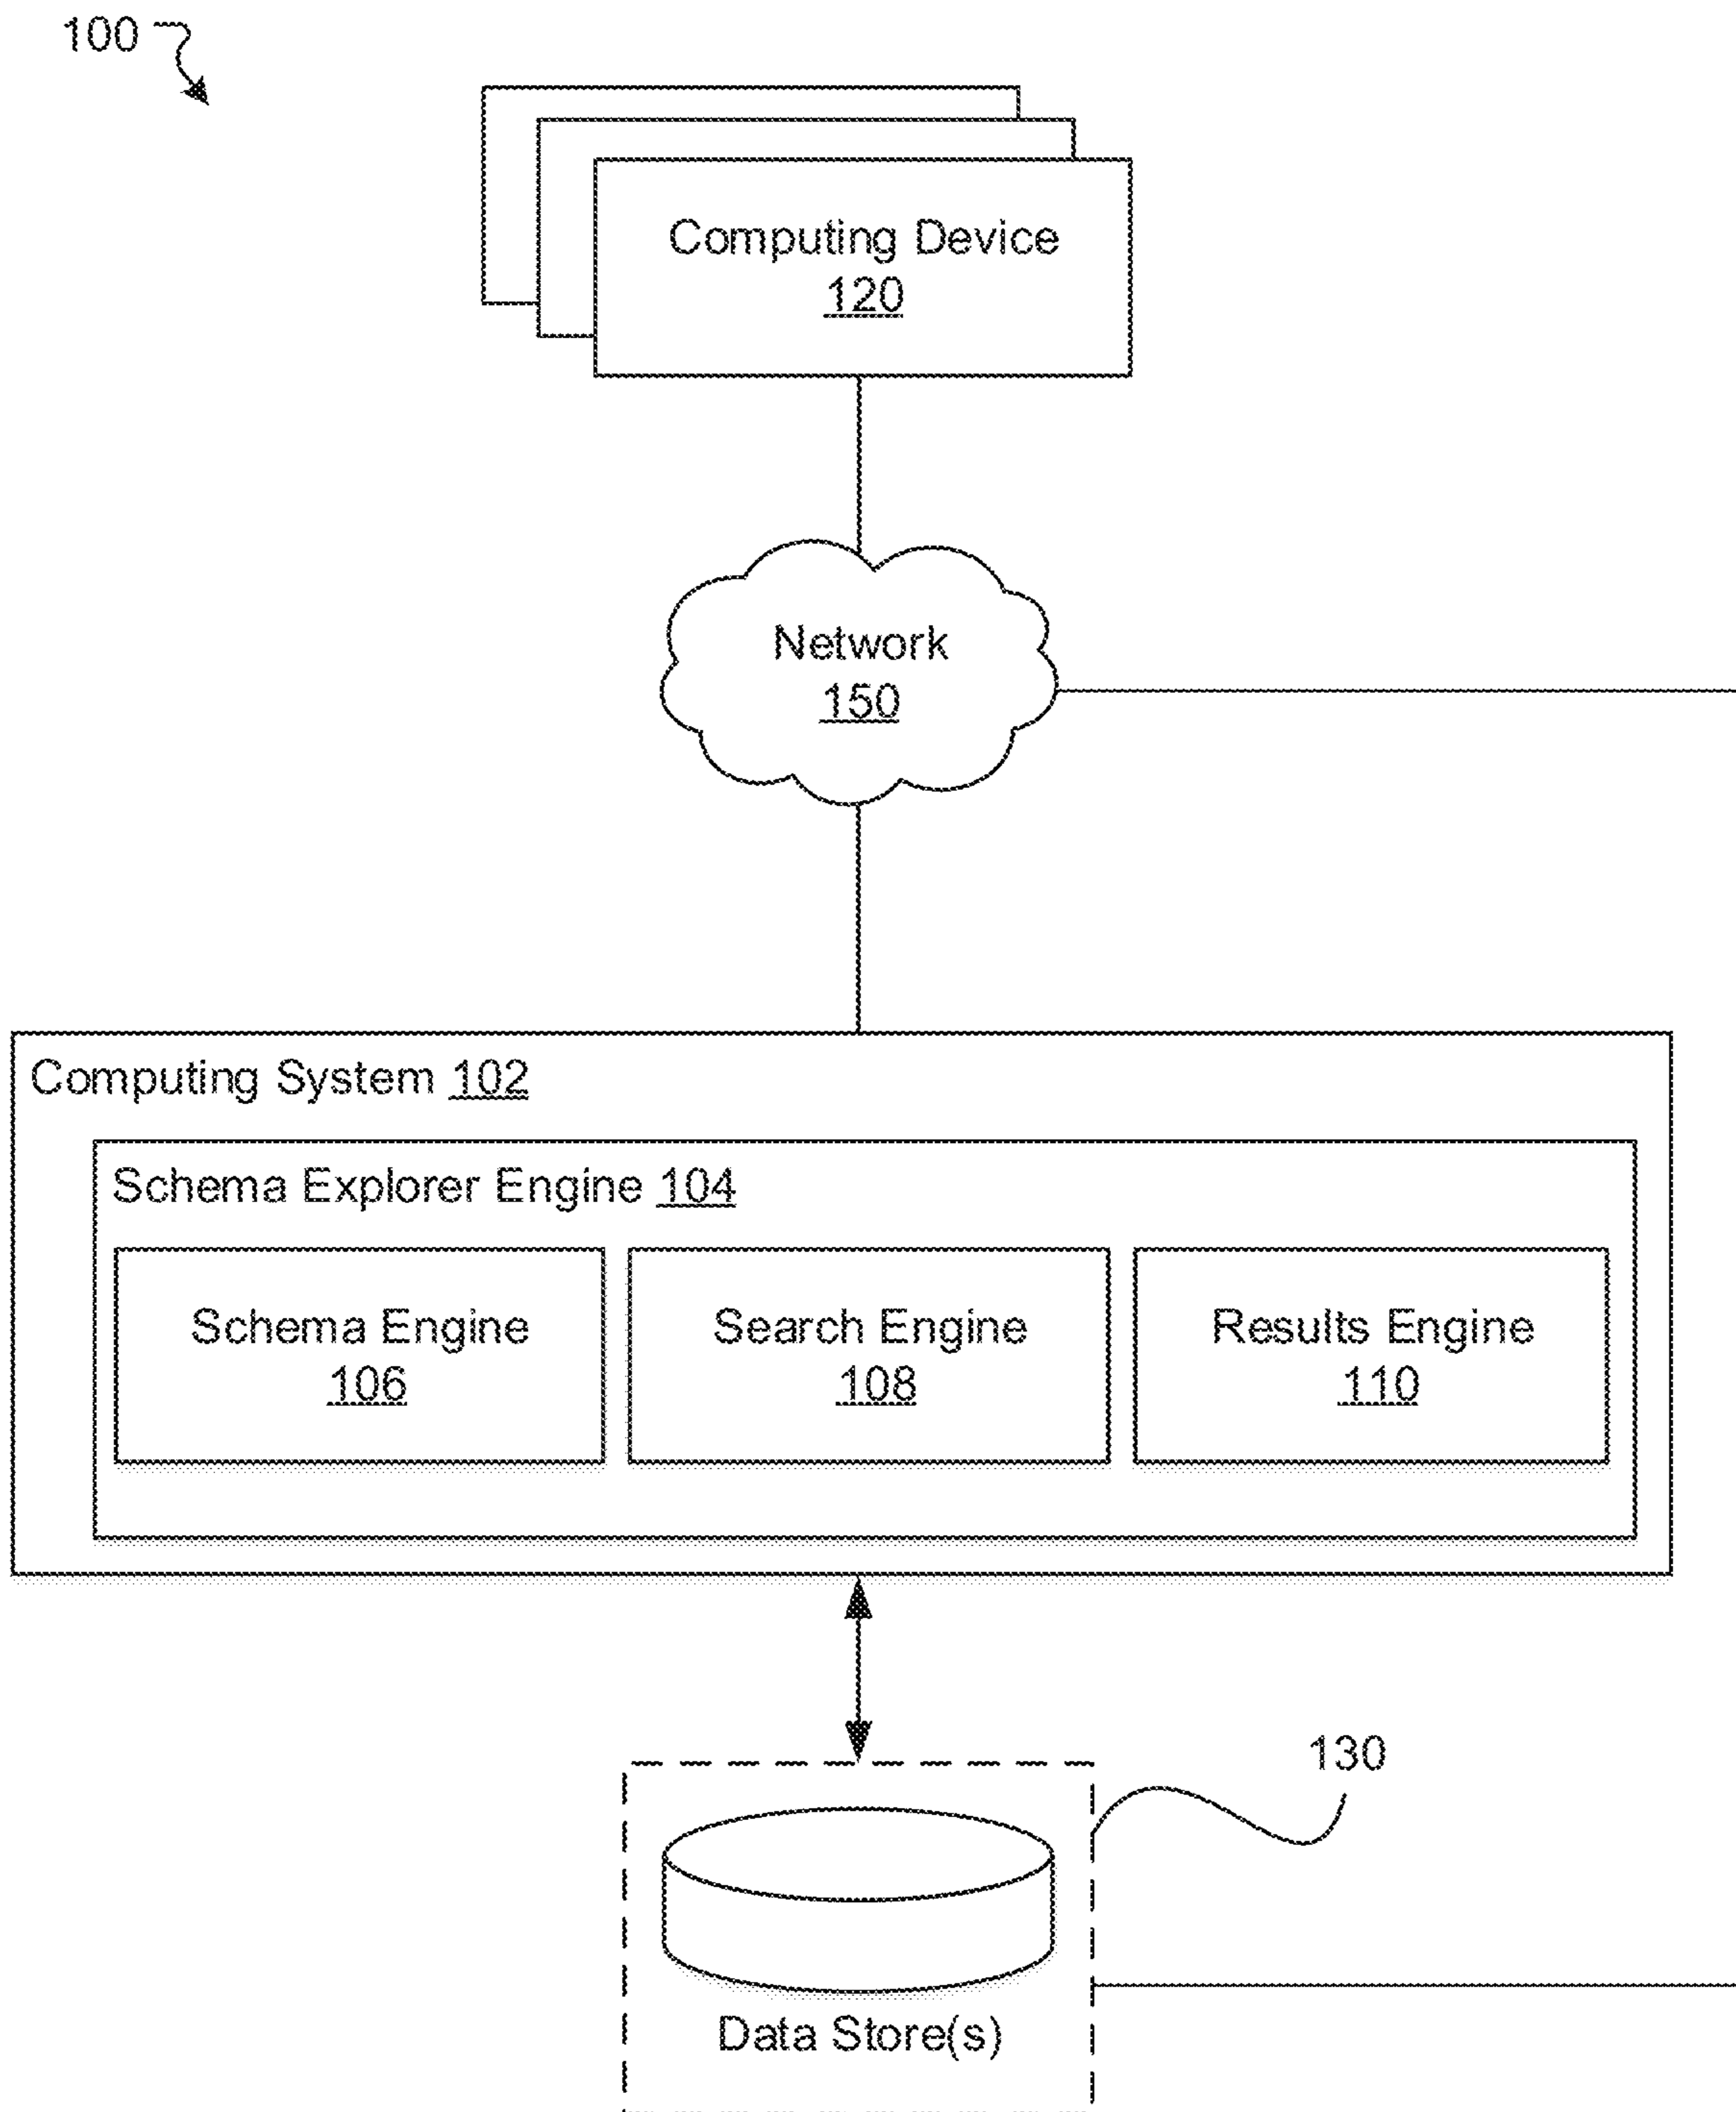 100
Computing Device
120
Network
150
Computing System 102
Schema Explorer Engine 104
Schema Engine
106
Search Engine
108
Results Engine
110
130
Data Store(s)